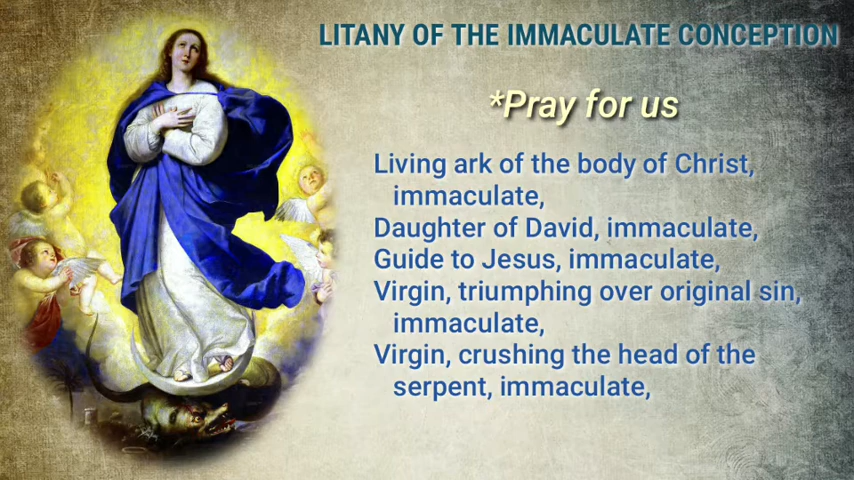 LITANY OF THE IMMACULATE CONCEPTION
*Pray for us
Living ark of the body of Christ,
immaculate,
Daughter of David, immaculate,
Guide to Jesus, immaculate,
Virgin, triumphing over original sin,
immaculate,
Virgin, crushing the head of the
serpent, immaculate,